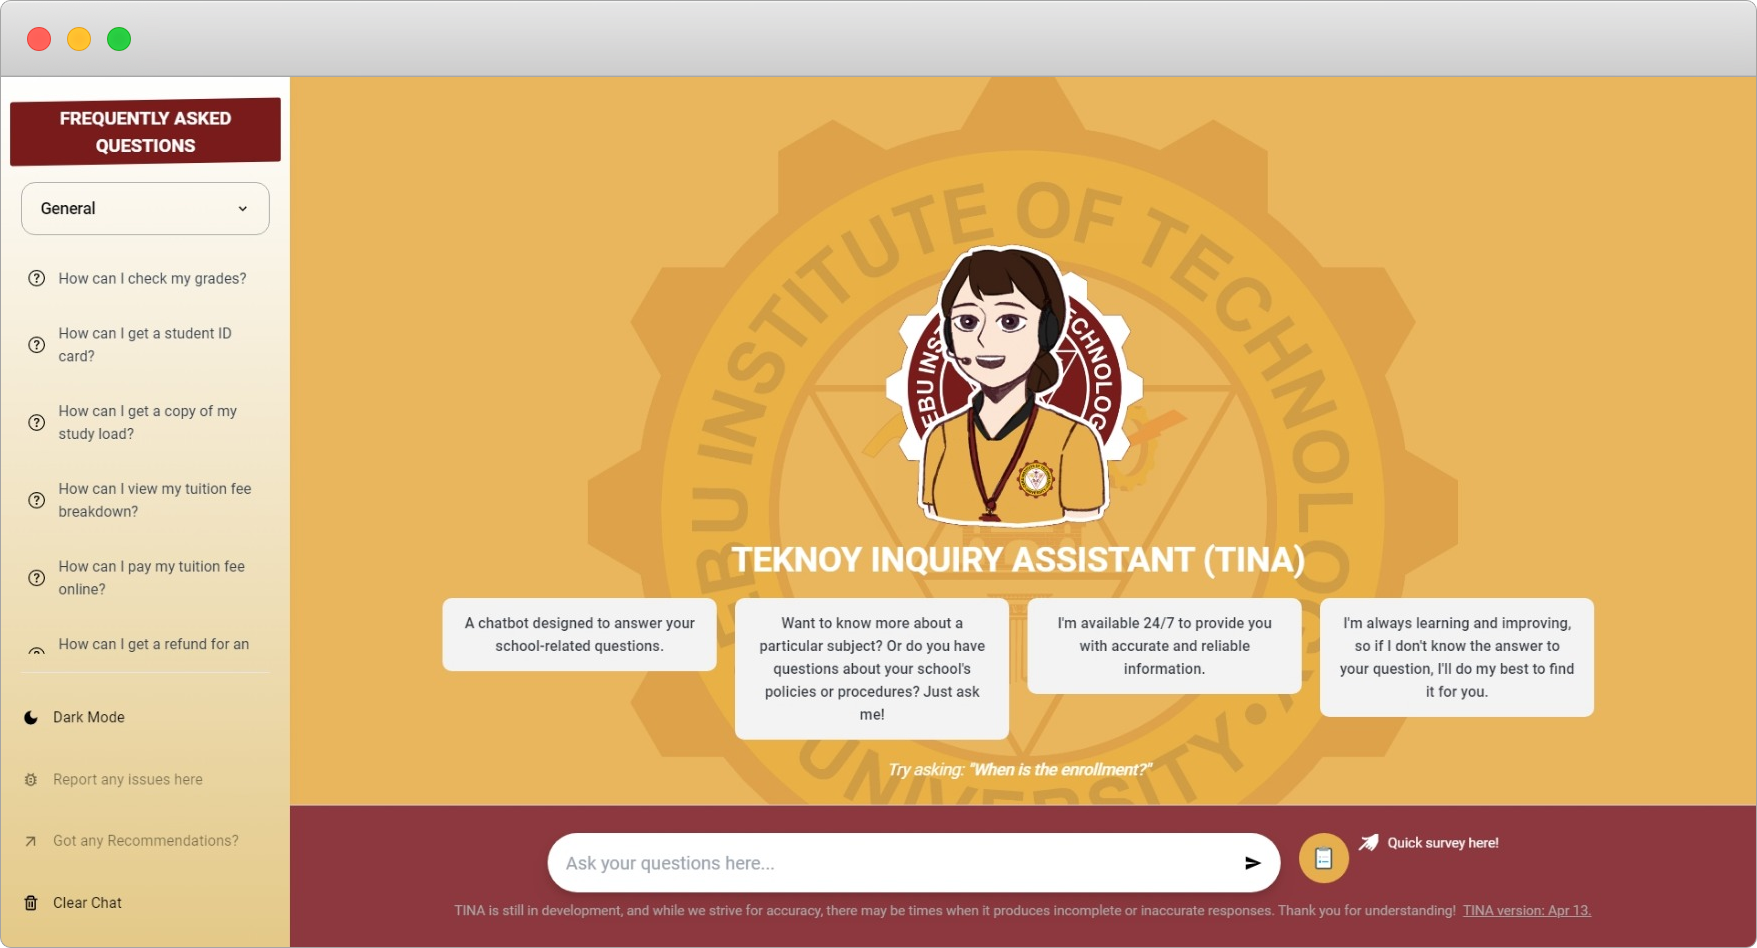 FREQUENTLY ASKED
QUESTIONS
General
How can I check my grades?
How can I get a student ID
card?
How can I get a copy of my
study load?
How can I view my tuition fee
breakdown?
How can I pay my tuition fee
online?
How can I get a refund for an
Dark Mode
Report any issues here
Got any Recommendations?
Clear Chat
EBU INSTITUTE OF TECHNOLOG
UNIVERSITY
EBU INS
ECHNOLOG
TEKNOY INQUIRY ASSISTANT (TINA)
A chatbot designed to answer your
school-related questions.
Want to know more about a
particular subject? Or do you have
questions about your school's
policies or procedures? Just ask
me!
I'm available 24/7 to provide you
with accurate and reliable
information.
I'm always learning and improving,
so if I don't know the answer to
your question, I'll do my best to find
it for you.
Try asking: "When is the enrollment?"
Ask your questions here...
Quick survey here!
TINA is still in development, and while we strive for accuracy, there may be times when it produces incomplete or inaccurate responses. Thank you for understanding! TINA version: Apr 13.